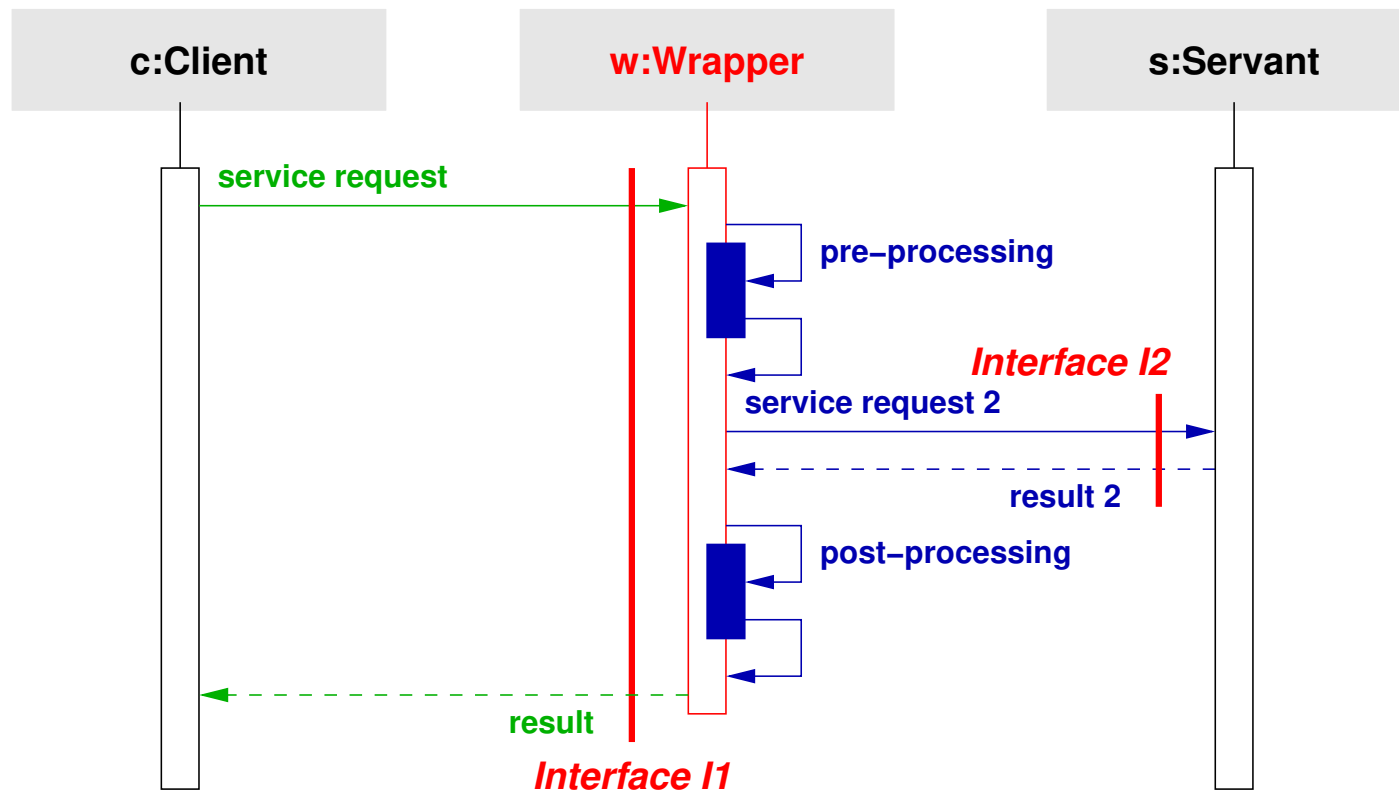 c:Client
w:Wrapper
s:Servant
service request
pre−processing
Interface I2
service request 2
result 2
post−processing
result
Interface I1